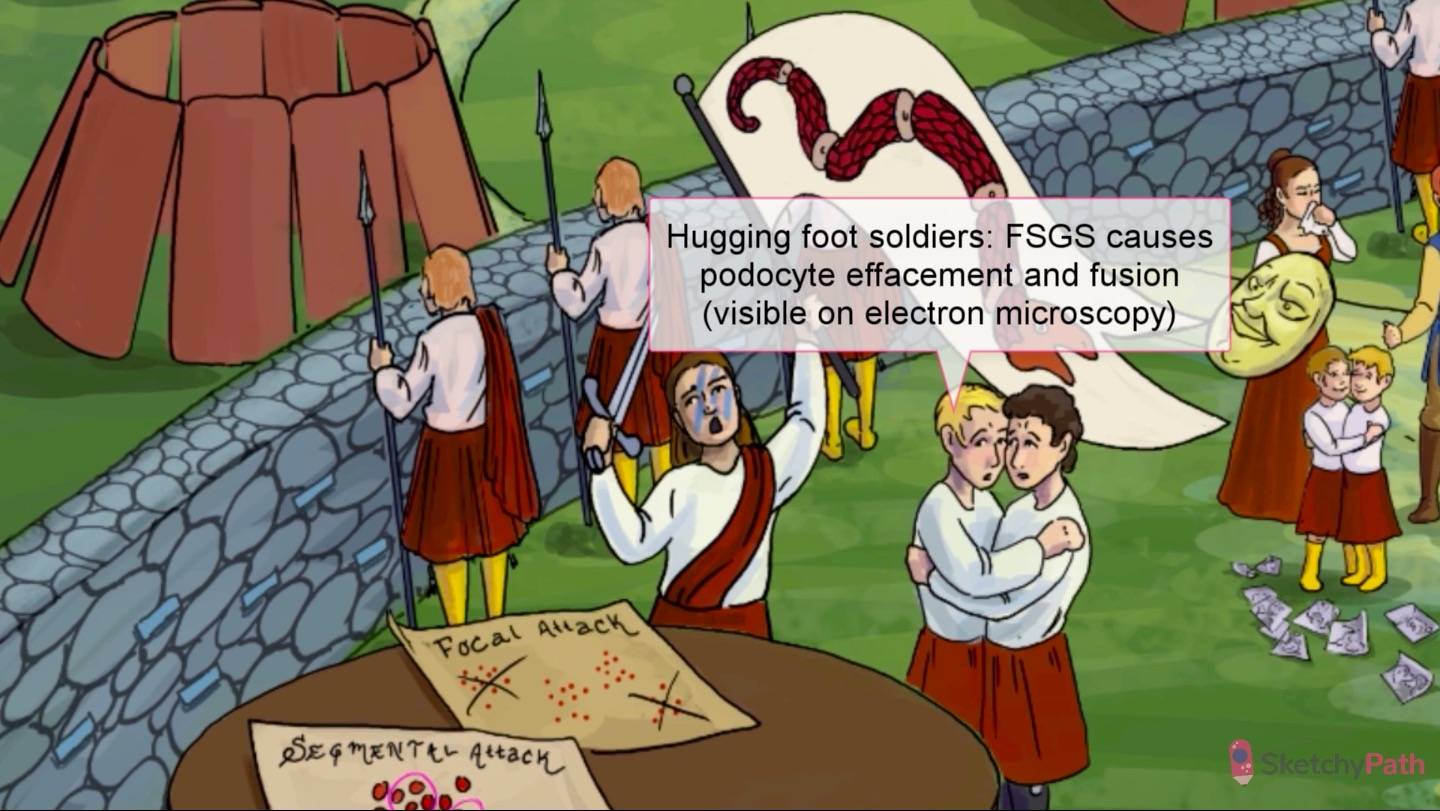 Hugging foot soldiers: FSGS causes
podocyte effacement and fusion
(visible on electron microscopy)
Focal Attack
SEGMENTAL Attack
SketchyPath